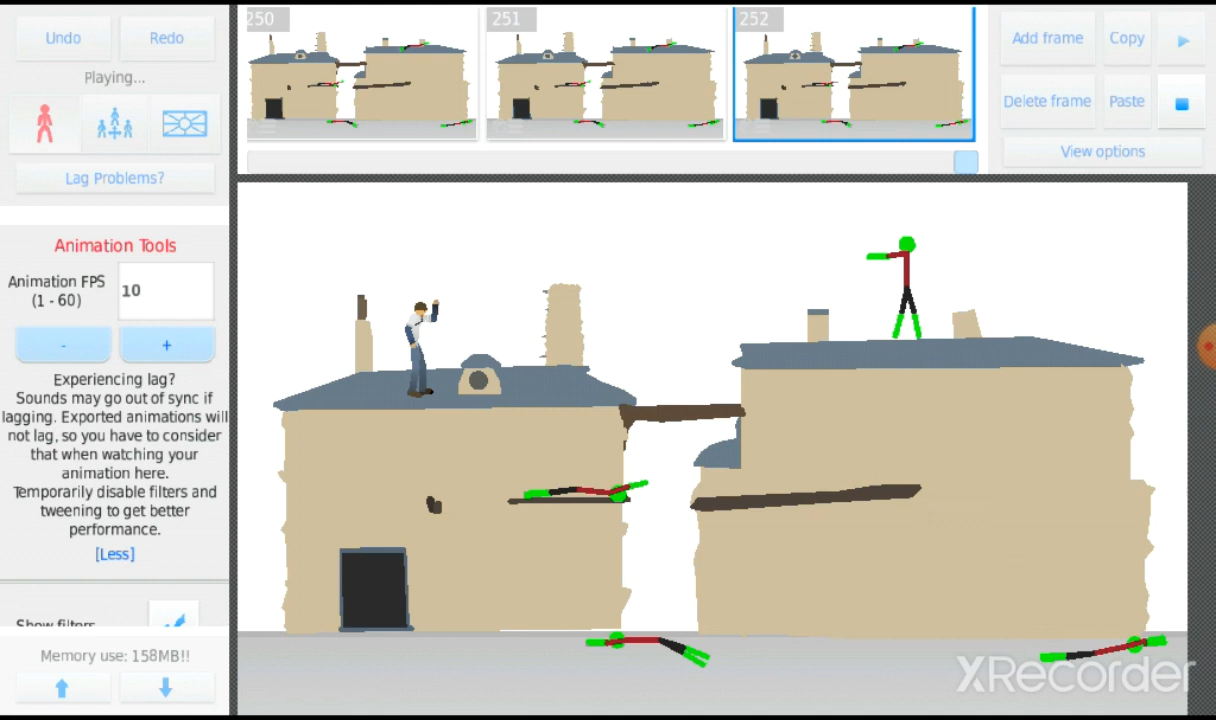 Undo
Redo
Playing...
Lag Problems?
Animation Tools
Animation FPS
(1 - 60)
10
-
+
Experiencing lag?
Sounds may go out of sync if
lagging. Exported animations will
not lag, so you have to consider
that when watching your
animation here.
Temporarily disable filters and
tweening to get better
performance.
[Less]
Show filters
Memory use: 158MB!!
250
251
252
Add frame
Copy
Delete frame
Paste
View options
XRecorder